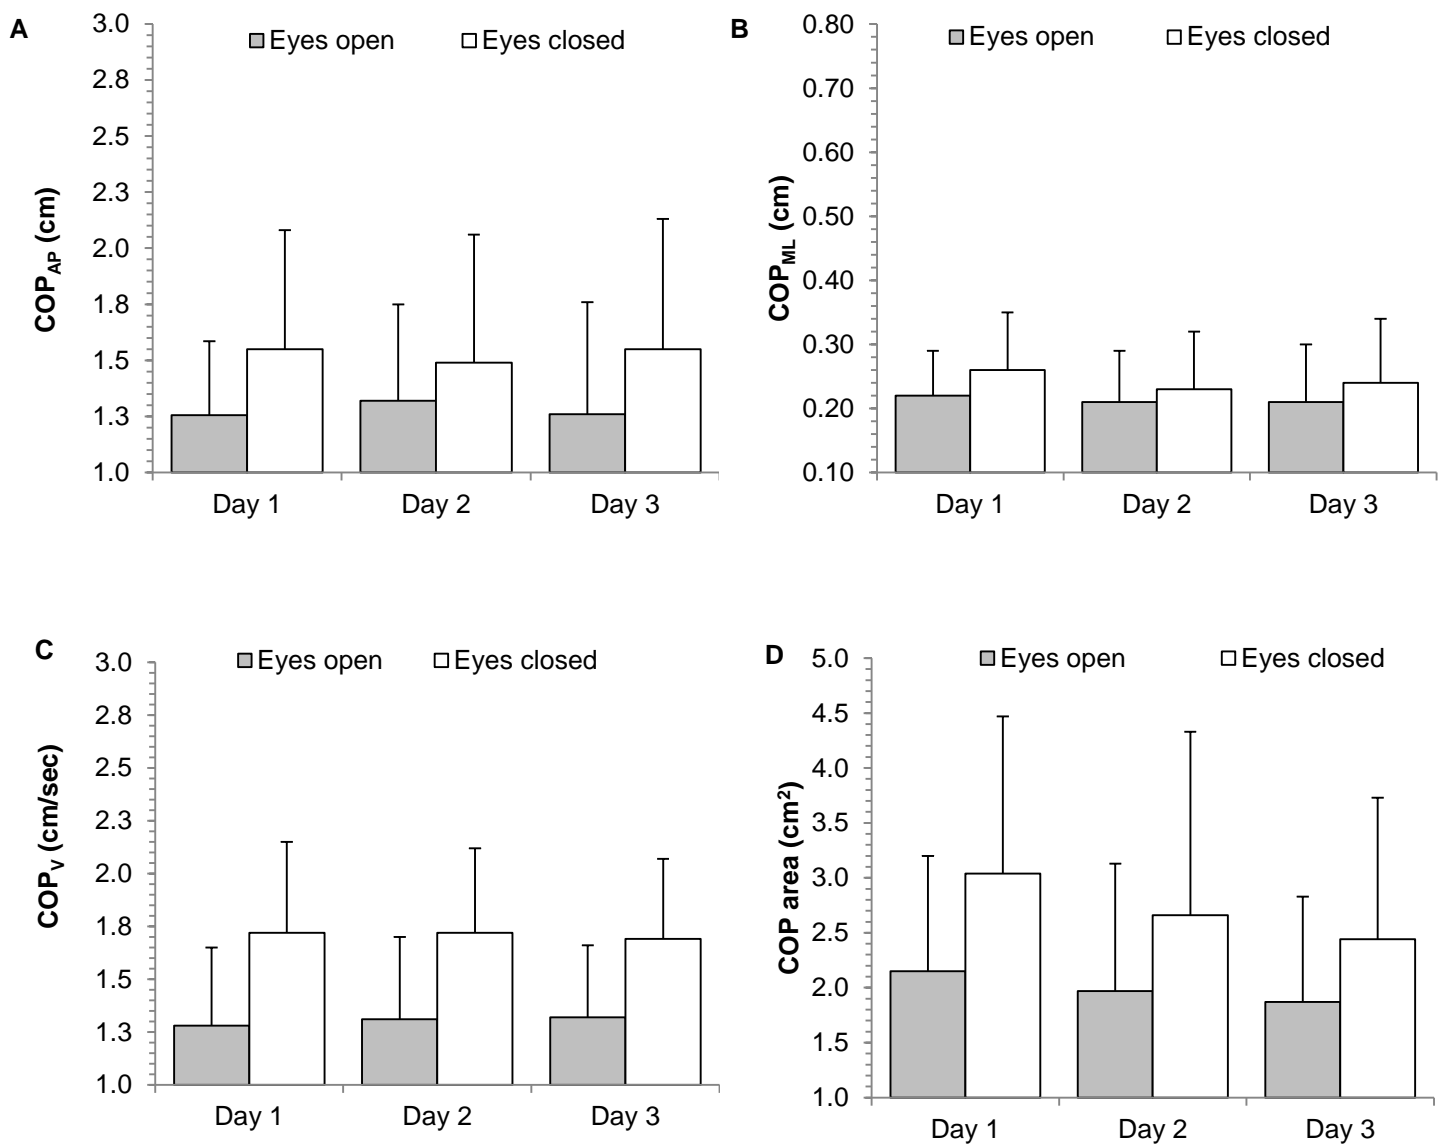 A
Eyes open
Eyes closed
3.0
2.8
2.5
2.3
2.0
1.8
1.5
1.3
1.0
COP_AP (cm)
Day 1
Day 2
Day 3
B
Eyes open
Eyes closed
0.80
0.70
0.60
0.50
0.40
0.30
0.20
0.10
COP_ML (cm)
Day 1
Day 2
Day 3
C
Eyes open
Eyes closed
3.0
2.8
2.5
2.3
2.0
1.8
1.5
1.3
1.0
COP_V (cm/sec)
Day 1
Day 2
Day 3
D
Eyes open
Eyes closed
5.0
4.5
4.0
3.5
3.0
2.5
2.0
1.5
1.0
COP area (cm²)
Day 1
Day 2
Day 3